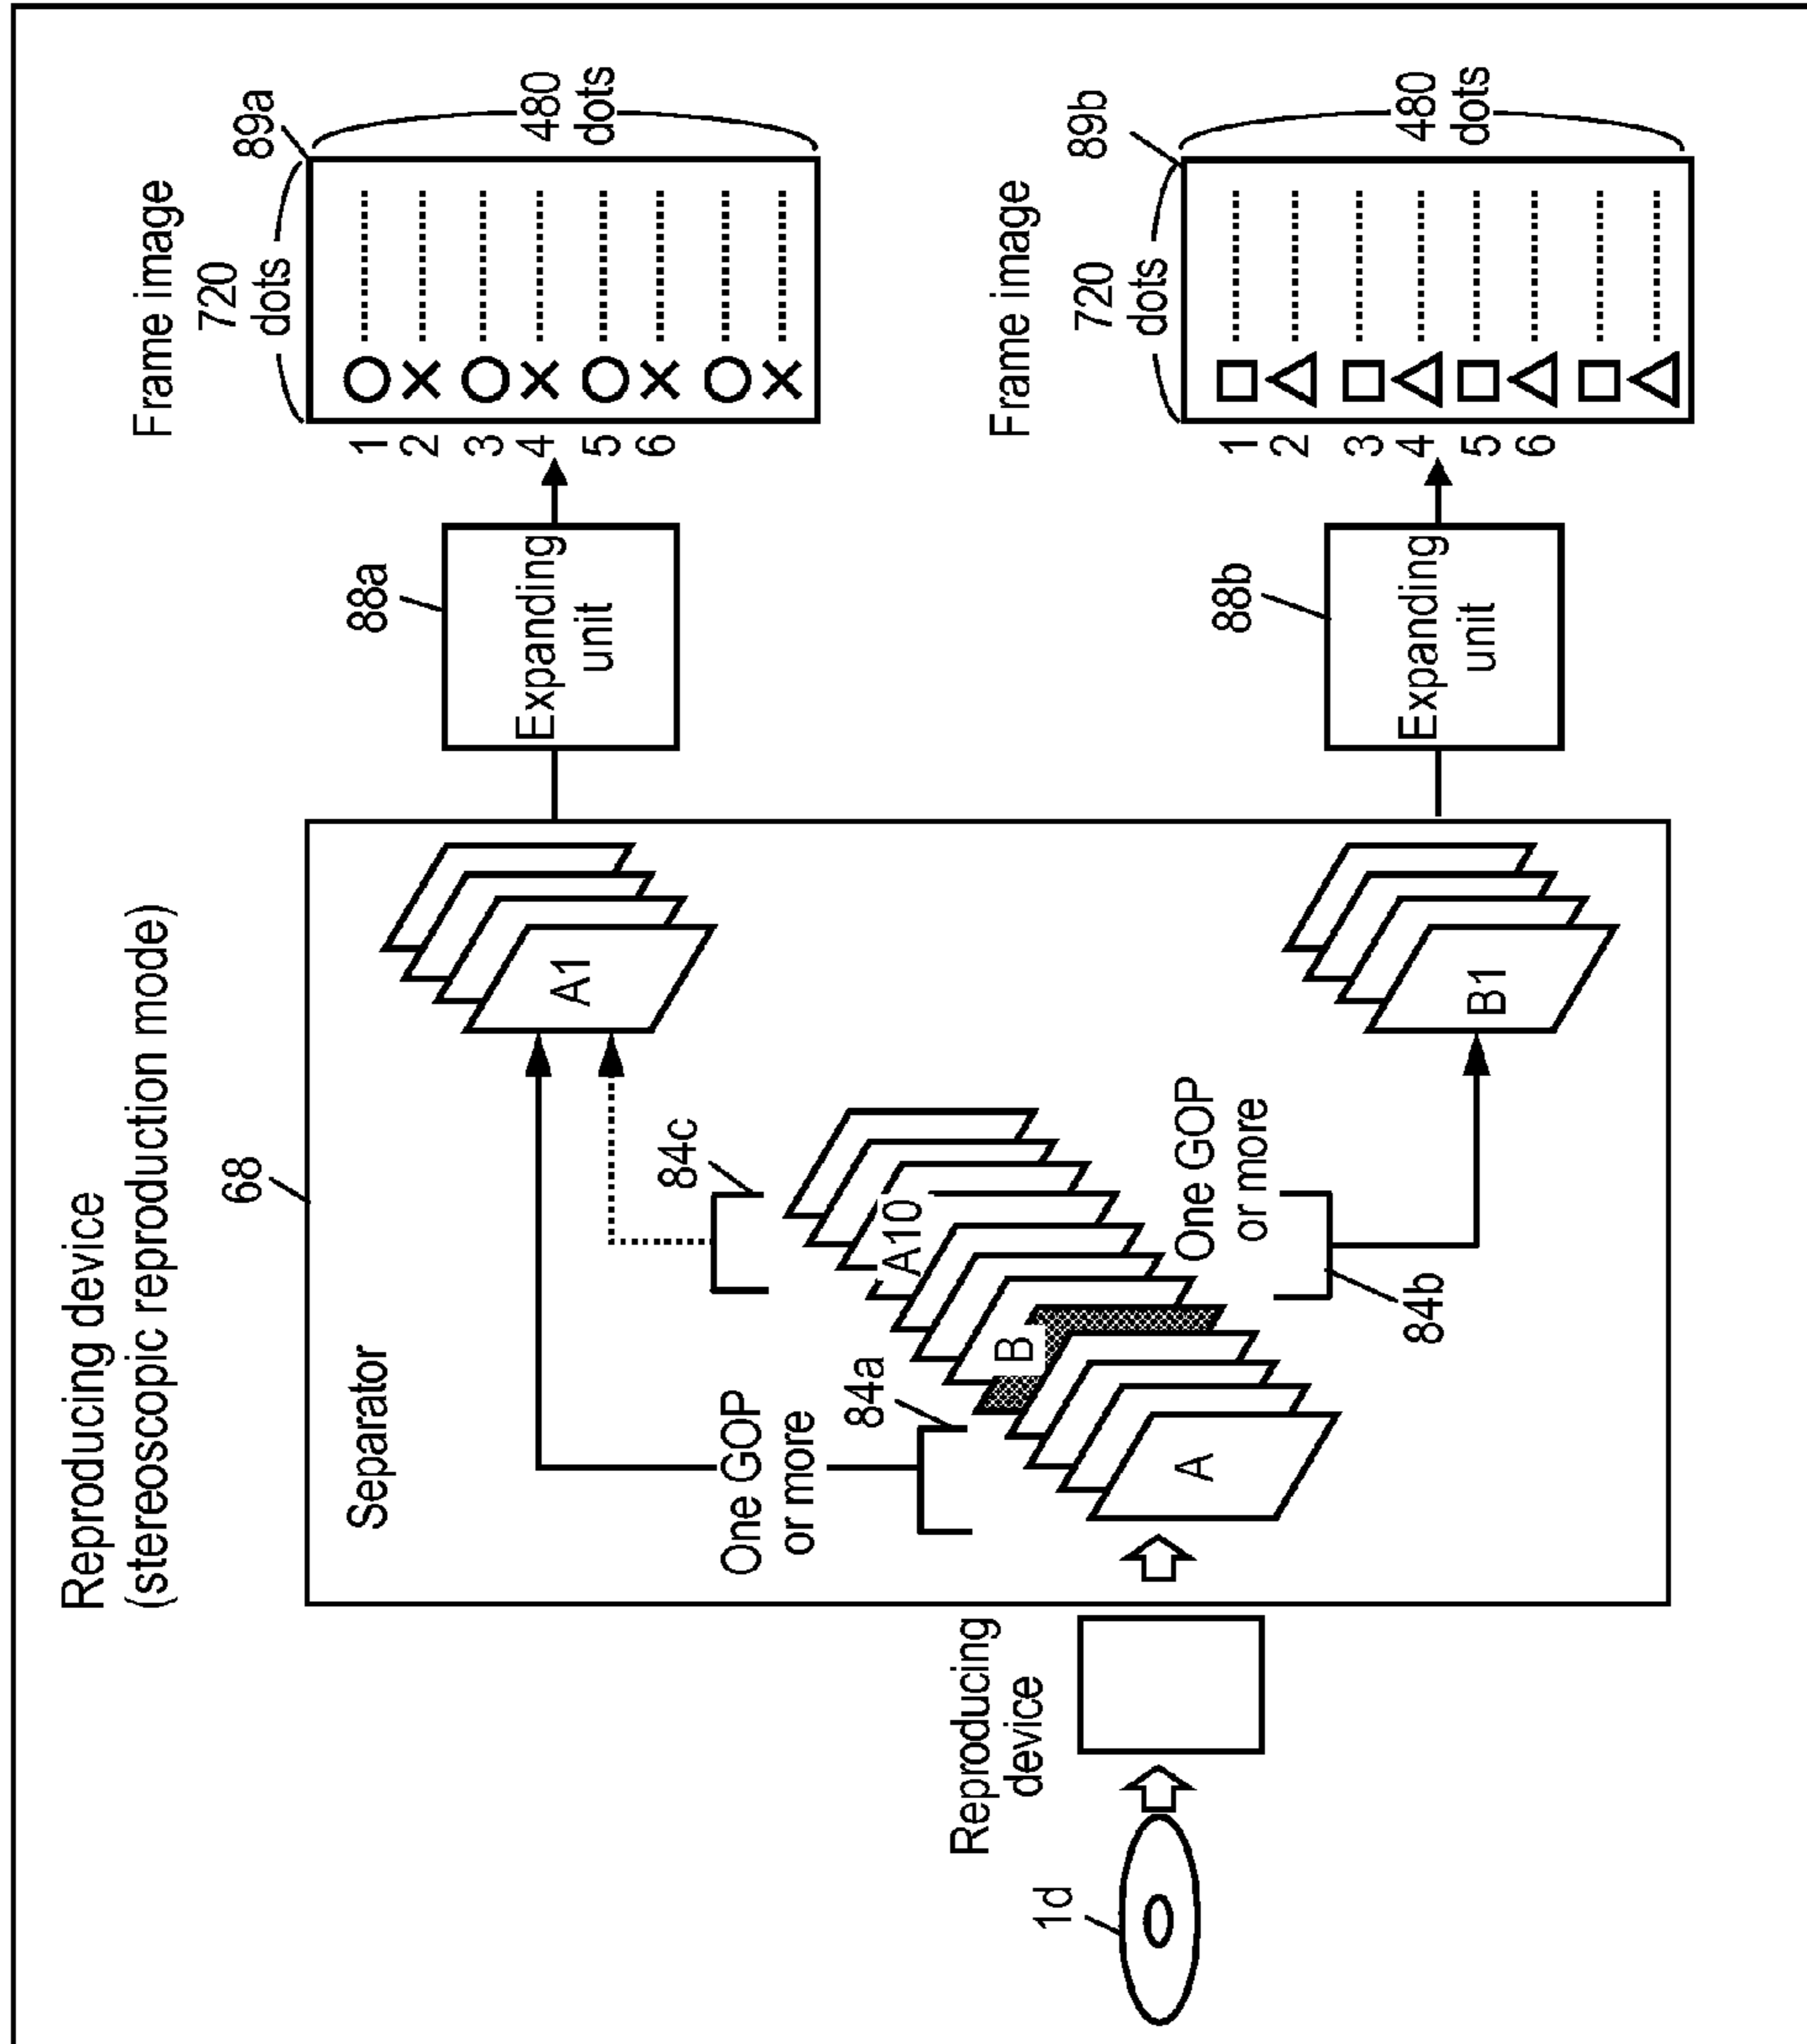 Reproducing device
(stereoscopic reproduction mode)
68
Separator
One GOP
or more
84a
84c
A1
A
B
A10
One GOP
or more
84b
B1
Reproducing
device
1d
88a
Expanding
unit
88b
Expanding
unit
Frame image
720
dots
89a
480
dots
1
2
3
4
5
6
Frame image
720
dots
89b
480
dots
1
2
3
4
5
6